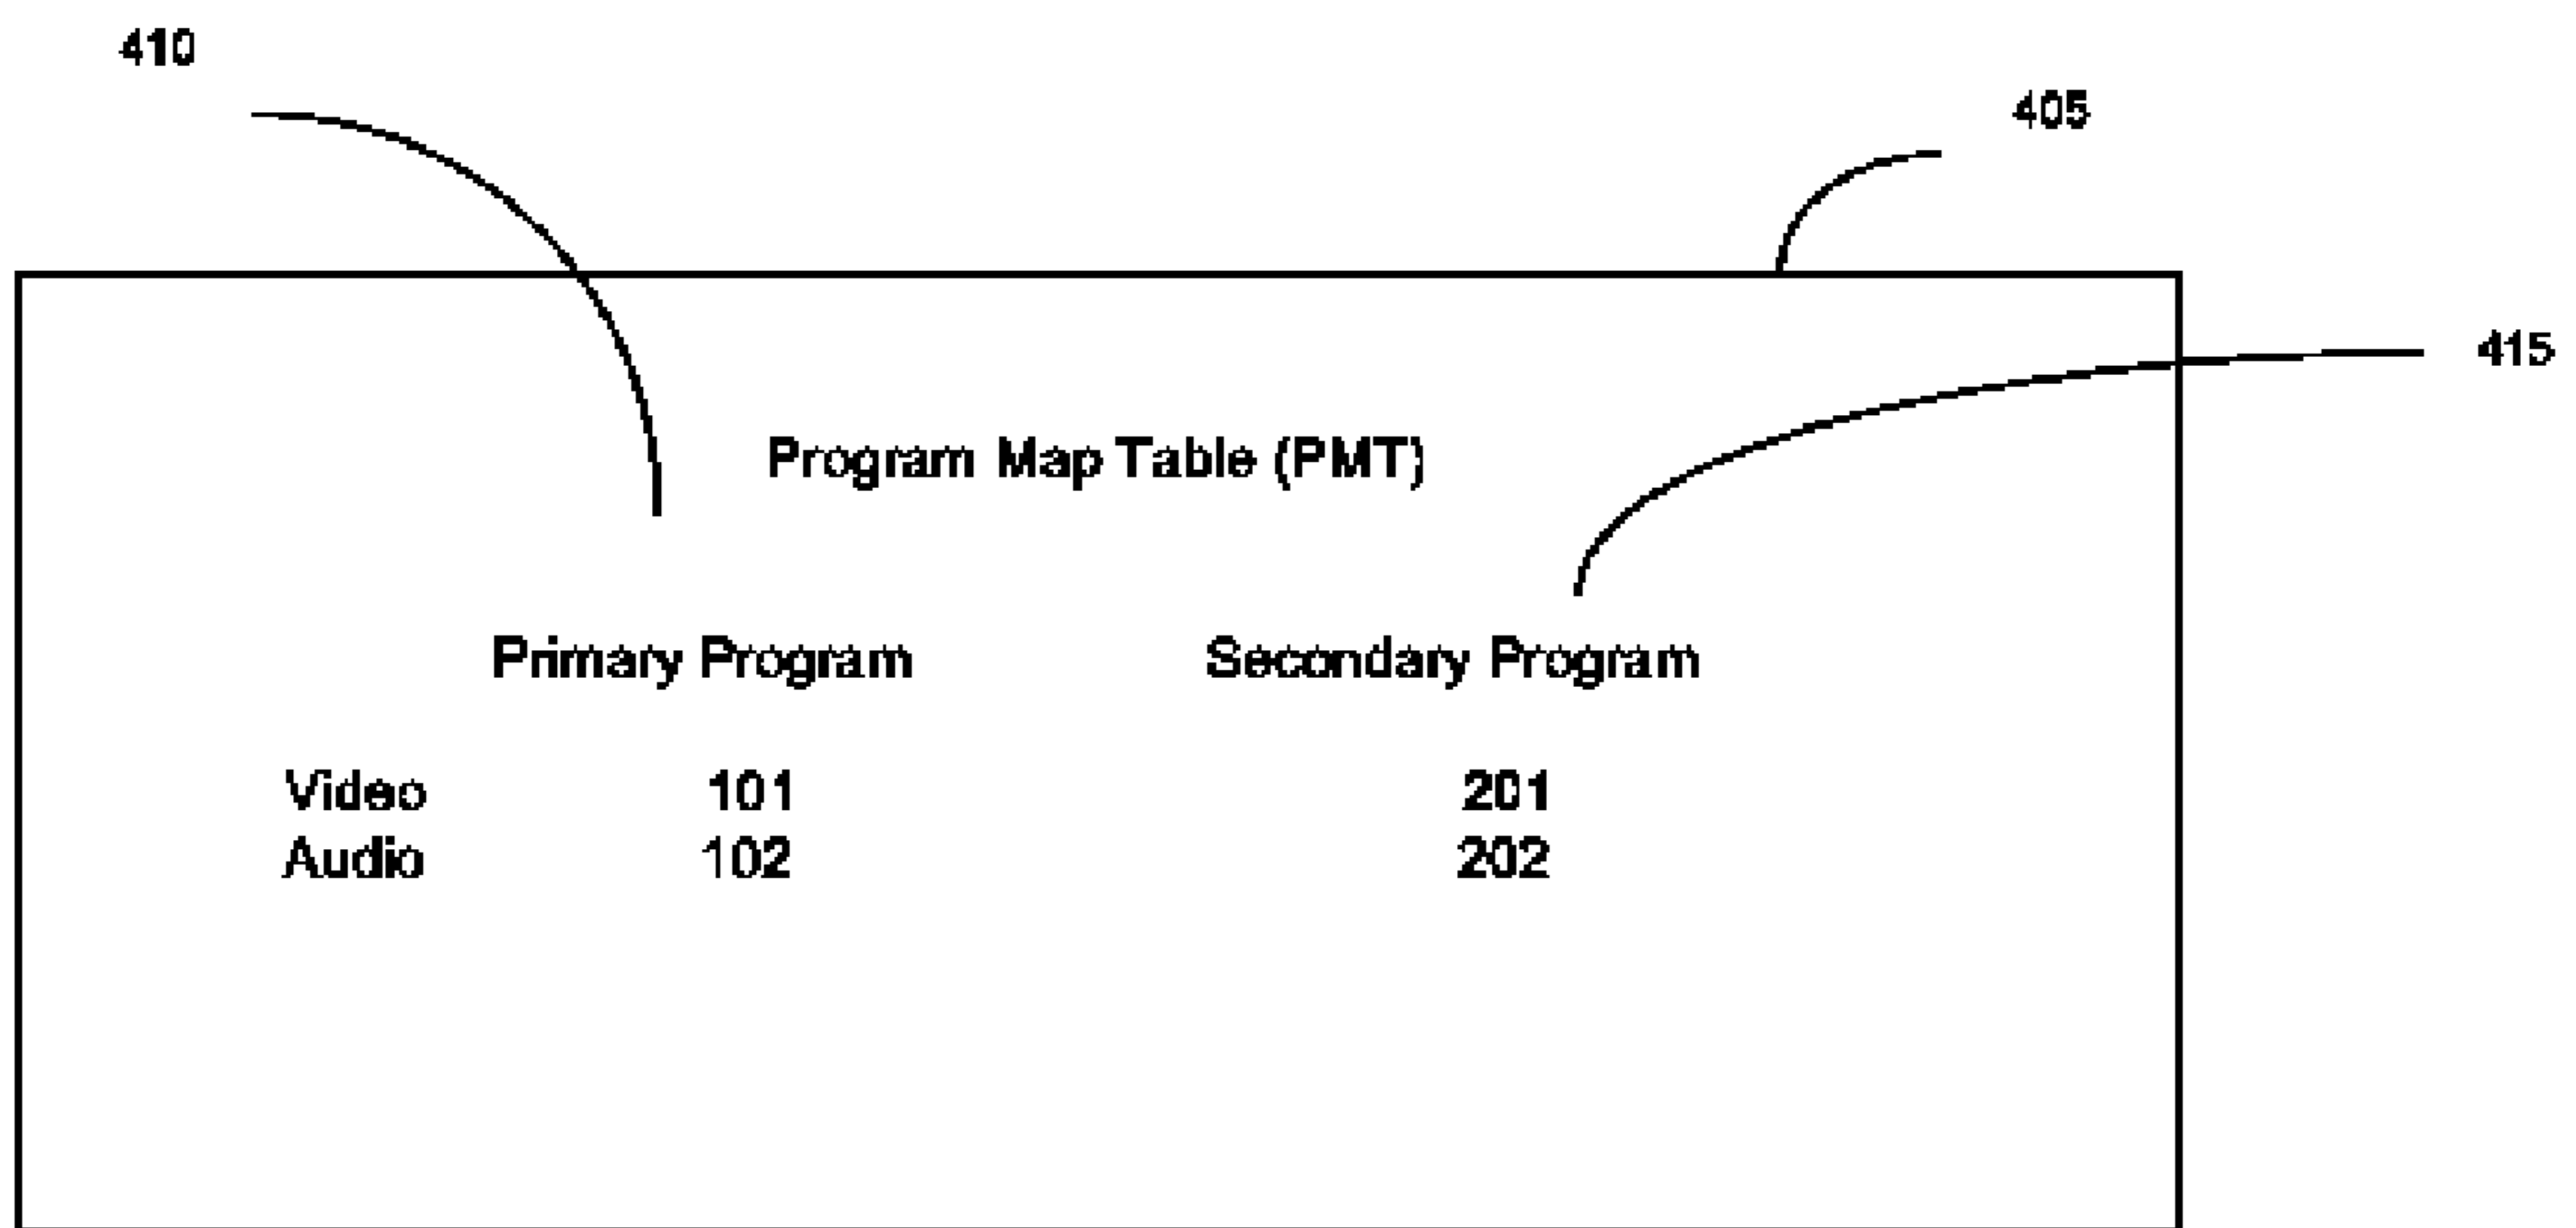 410
405
415
Program Map Table (PMT)
Primary Program Secondary Program
Video 101 201
Audio 102 202